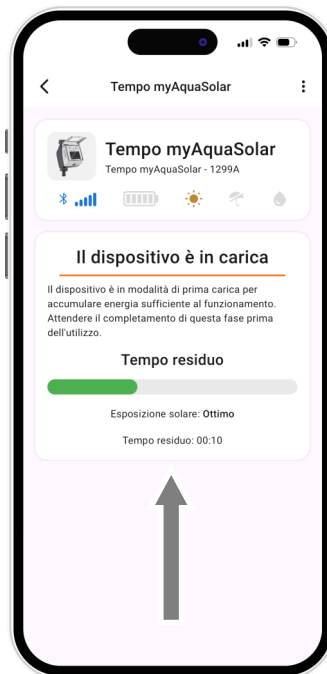 Tempo myAquaSolar
Tempo myAquaSolar
Tempo myAquaSolar - 1299A
Il dispositivo è in carica
Il dispositivo è in modalità di prima carica per
accumulare energia sufficiente al funzionamento.
Attendere il completamento di questa fase prima
dell'utilizzo.
Tempo residuo
Esposizione solare: Ottimo
Tempo residuo: 00:10